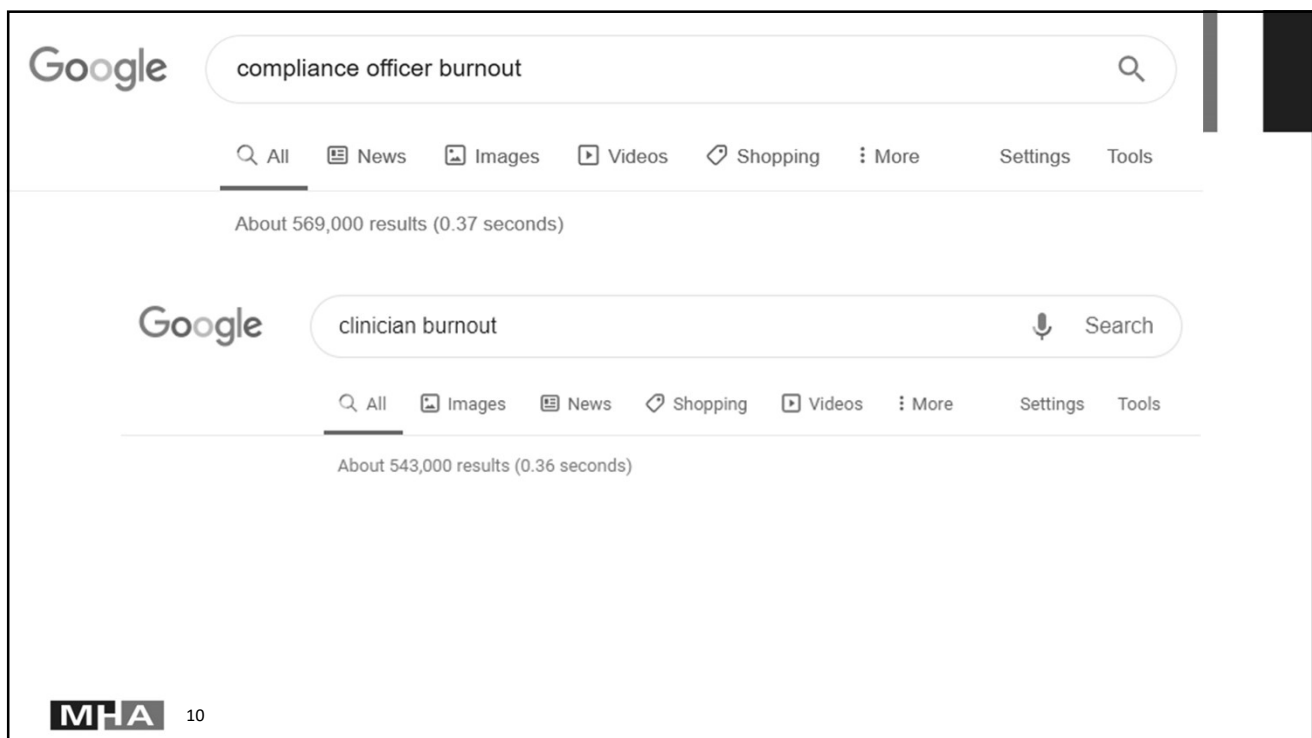 Google compliance officer burnout
All News Images Videos Shopping More Settings Tools
About 569,000 results (0.37 seconds)
Google clinician burnout Search
All Images News Shopping Videos More Settings Tools
About 543,000 results (0.36 seconds)
MHA 10